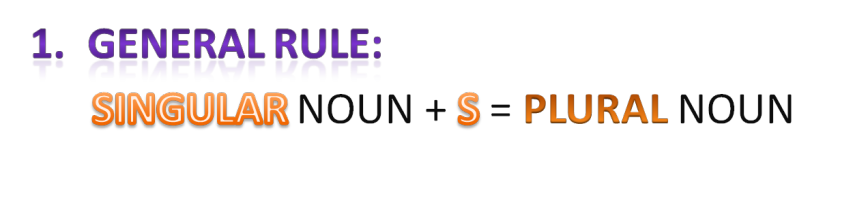 1. GENERAL RULE:
SINGULAR NOUN + S = PLURAL NOUN